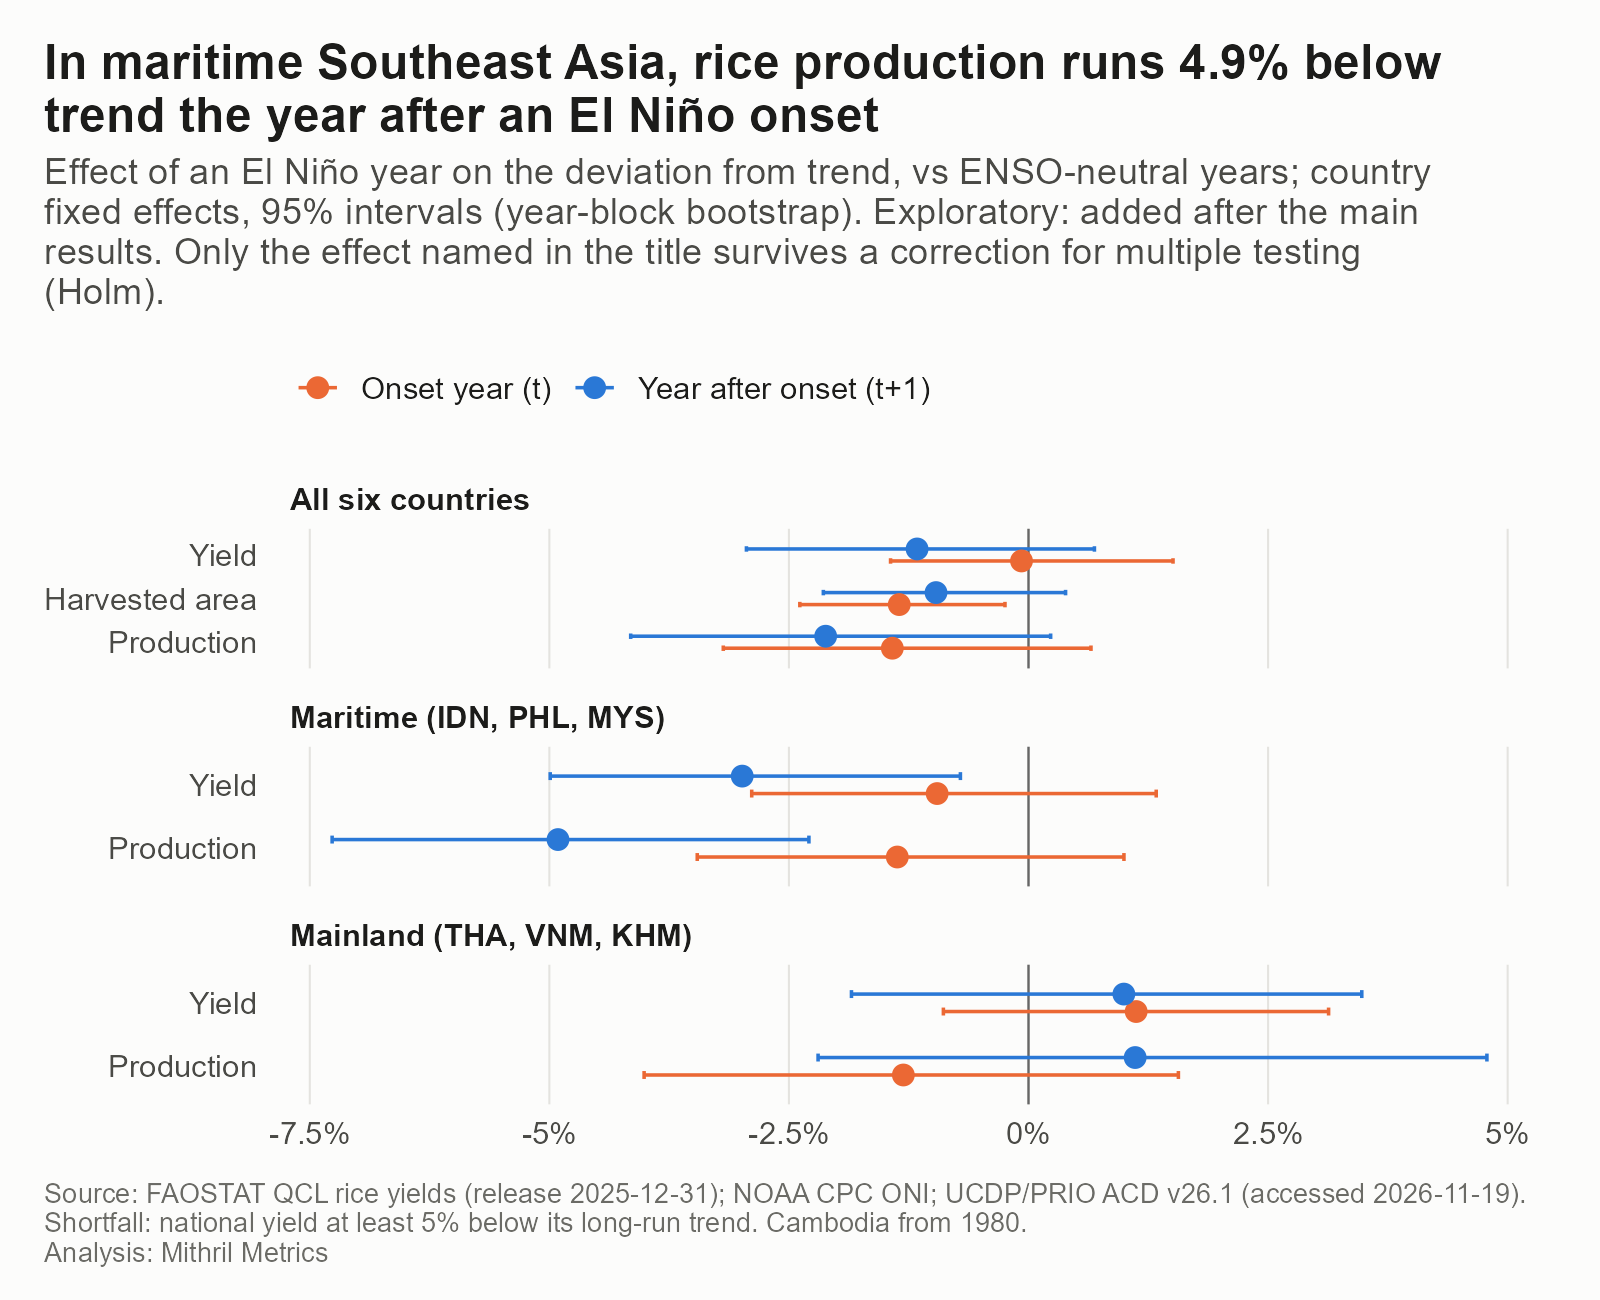 In maritime Southeast Asia, rice production runs 4.9% below
trend the year after an El Niño onset
Effect of an El Niño year on the deviation from trend, vs ENSO-neutral years; country
fixed effects, 95% intervals (year-block bootstrap). Exploratory: added after the main
results. Only the effect named in the title survives a correction for multiple testing
(Holm).
Onset year (t) Year after onset (t+1)
All six countries
Yield
Harvested area
Production
Maritime (IDN, PHL, MYS)
Yield
Production
Mainland (THA, VNM, KHM)
Yield
Production
-7.5% -5% -2.5% 0% 2.5% 5%
Source: FAOSTAT QCL rice yields (release 2025-12-31); NOAA CPC ONI; UCDP/PRIO ACD v26.1 (accessed 2026-11-19).
Shortfall: national yield at least 5% below its long-run trend. Cambodia from 1980.
Analysis: Mithril Metrics